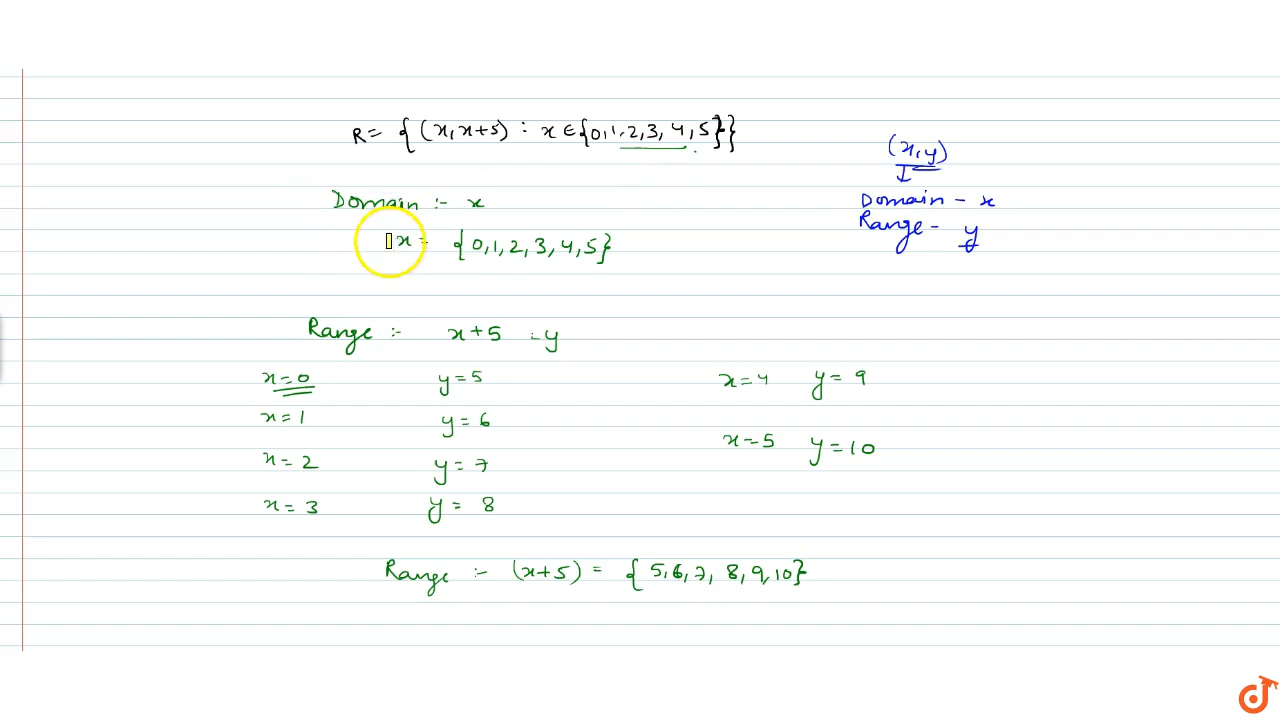 R= {(x,x+5) : x∈{0,1,2,3,4,5}}
(x,y)
Domain - x
Range - y
Domain :- x
x= {0,1,2,3,4,5}
Range :- x+5 =y
x=0 y=5
x=1 y=6
x=2 y=7
x=3 y=8
x=4 y=9
x=5 y=10
Range :- (x+5) = {5,6,7,8,9,10}